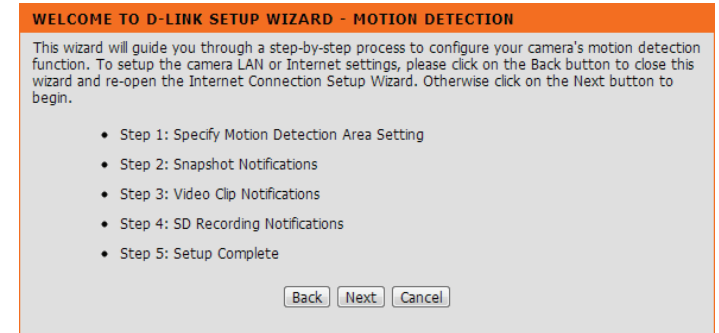 WELCOME TO D-LINK SETUP WIZARD - MOTION DETECTION
This wizard will guide you through a step-by-step process to configure your camera's motion detection
function. To setup the camera LAN or Internet settings, please click on the Back button to close this
wizard and re-open the Internet Connection Setup Wizard. Otherwise click on the Next button to
begin.
• Step 1: Specify Motion Detection Area Setting
• Step 2: Snapshot Notifications
• Step 3: Video Clip Notifications
• Step 4: SD Recording Notifications
• Step 5: Setup Complete
Back Next Cancel